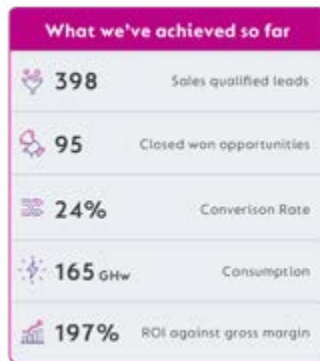 What we've achieved so far
398 Sales qualified leads
95 Closed won opportunities
24% Converison Rate
165 GHw Consumption
197% ROI against gross margin